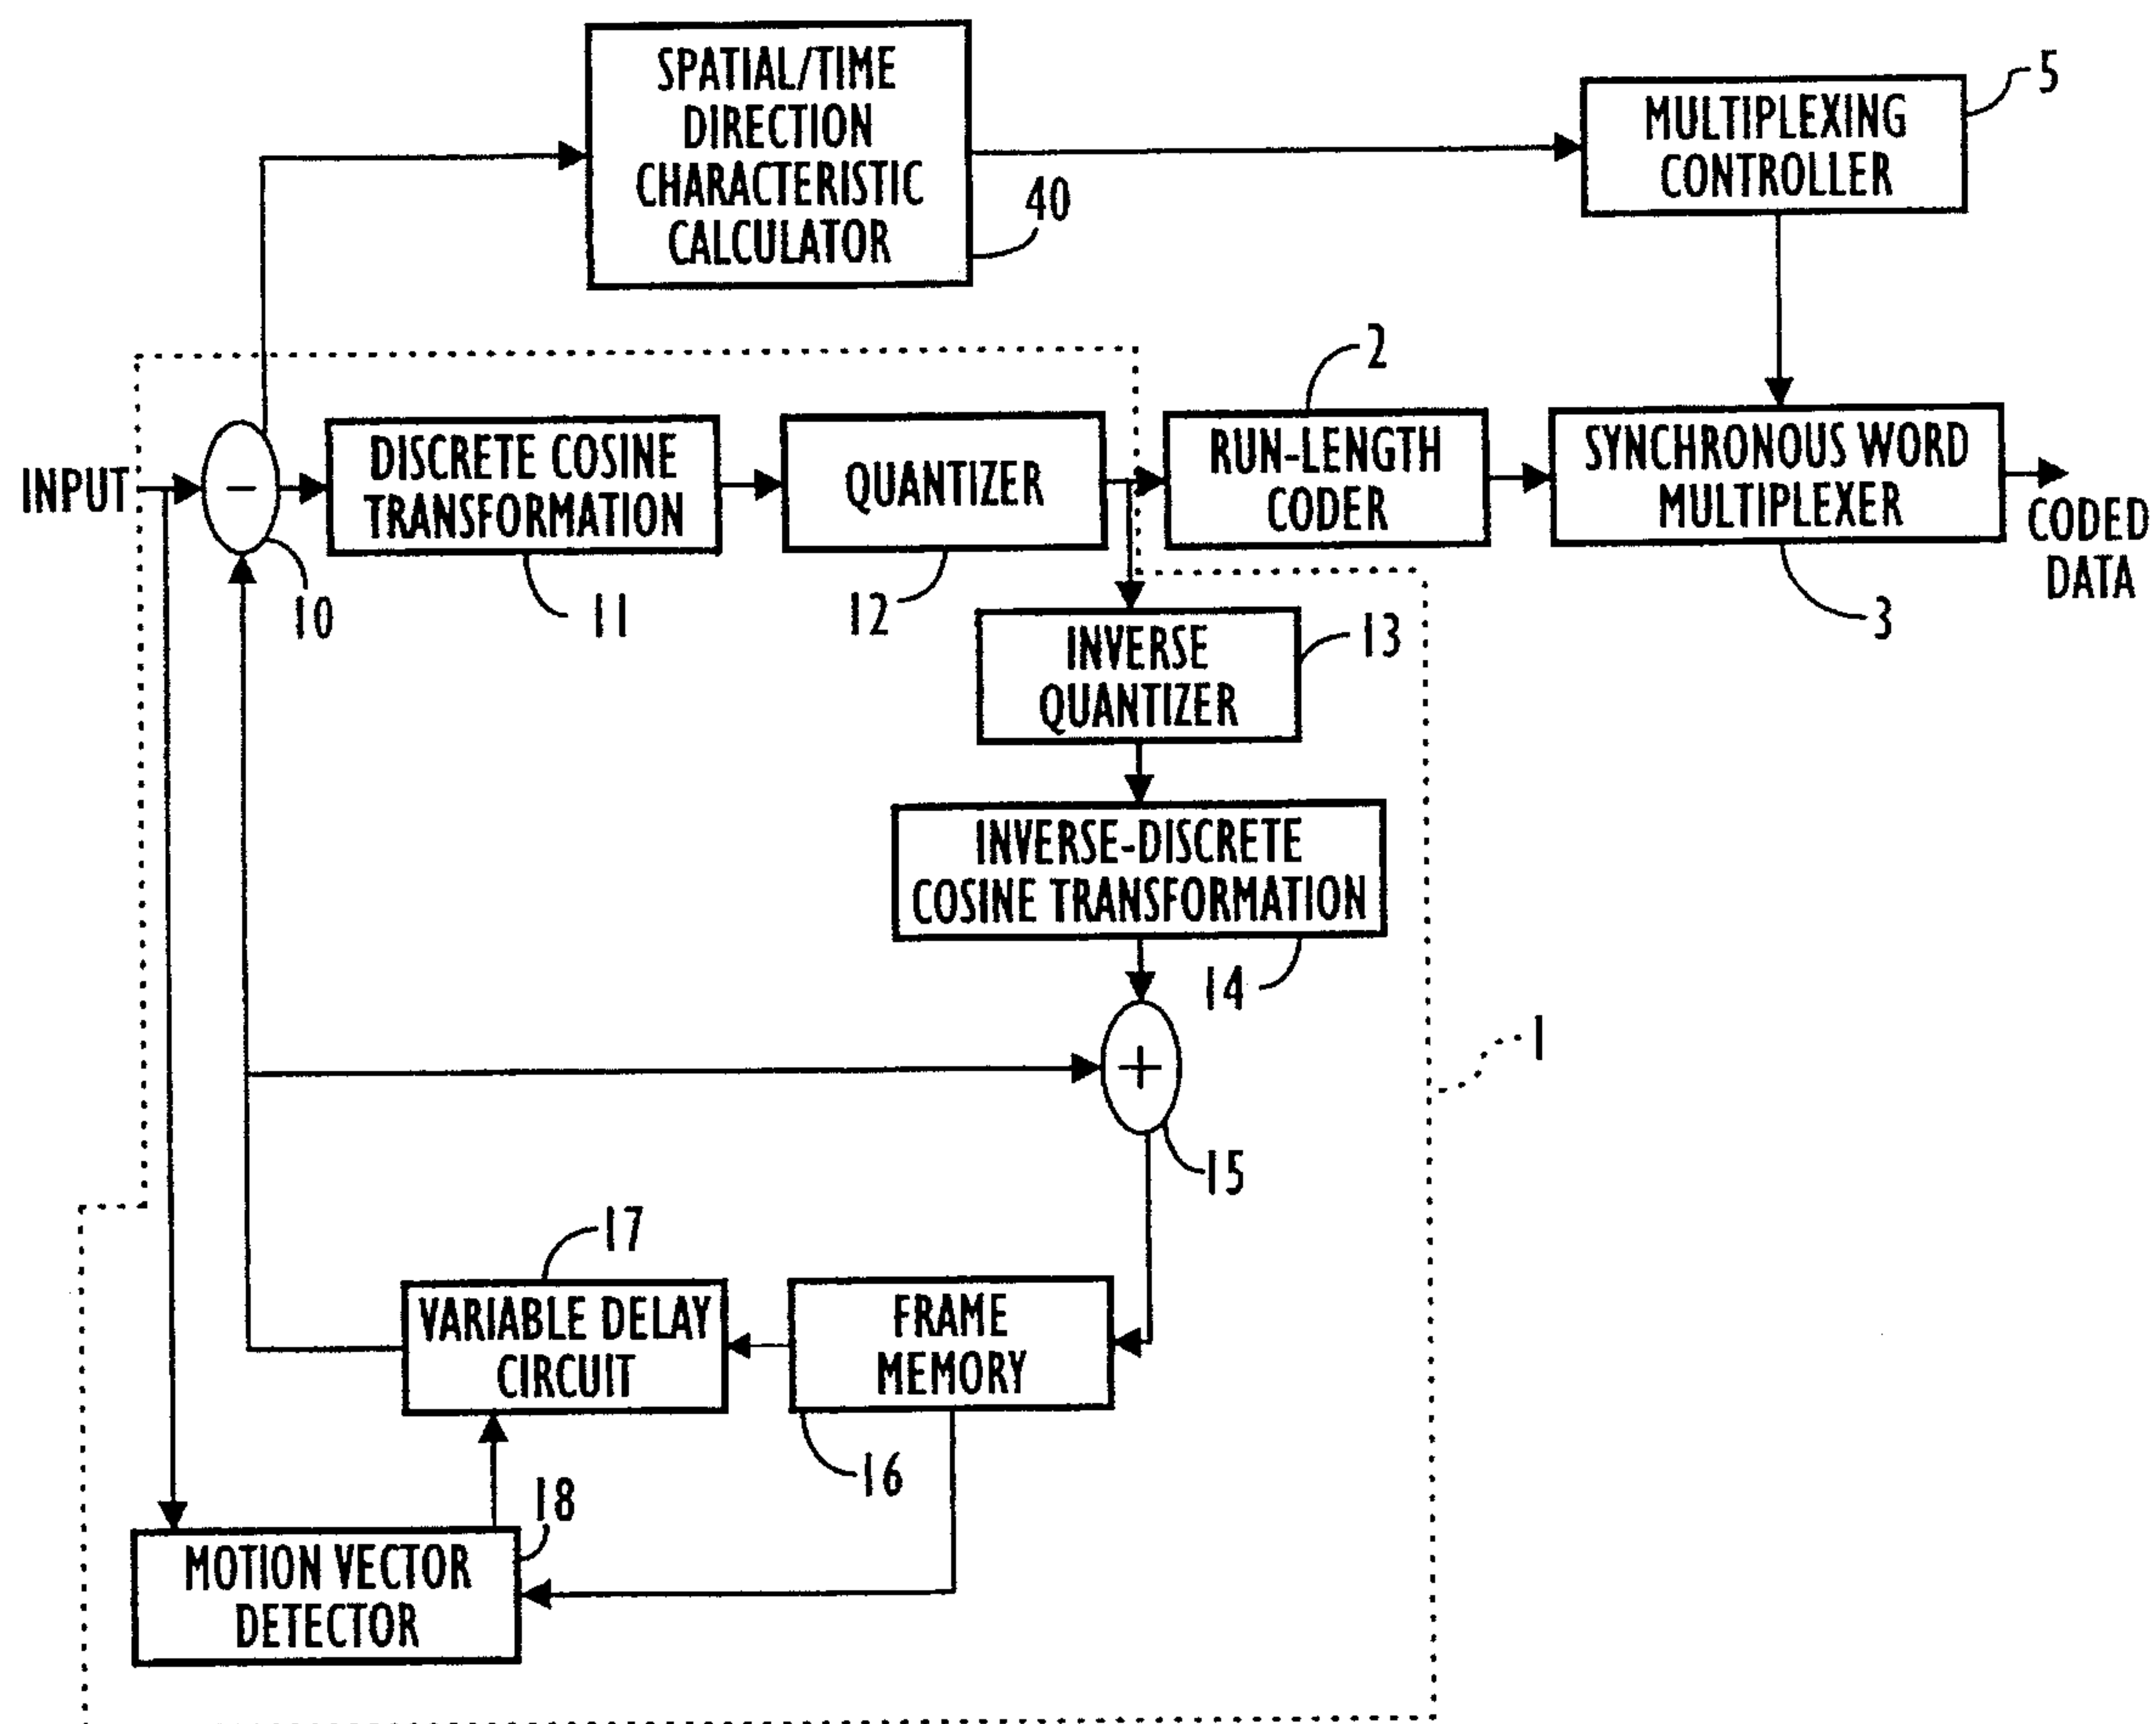 SPATIAL/TIME
DIRECTION
CHARACTERISTIC
CALCULATOR
40
MULTIPLEXING
CONTROLLER
5
2
INPUT
-
DISCRETE COSINE
TRANSFORMATION
QUANTIZER
RUN-LENGTH
CODER
SYNCHRONOUS WORD
MULTIPLEXER
CODED
DATA
10
11
12
3
INVERSE
QUANTIZER
13
INVERSE-DISCRETE
COSINE TRANSFORMATION
14
1
+
15
17
VARIABLE DELAY
CIRCUIT
FRAME
MEMORY
16
18
MOTION VECTOR
DETECTOR